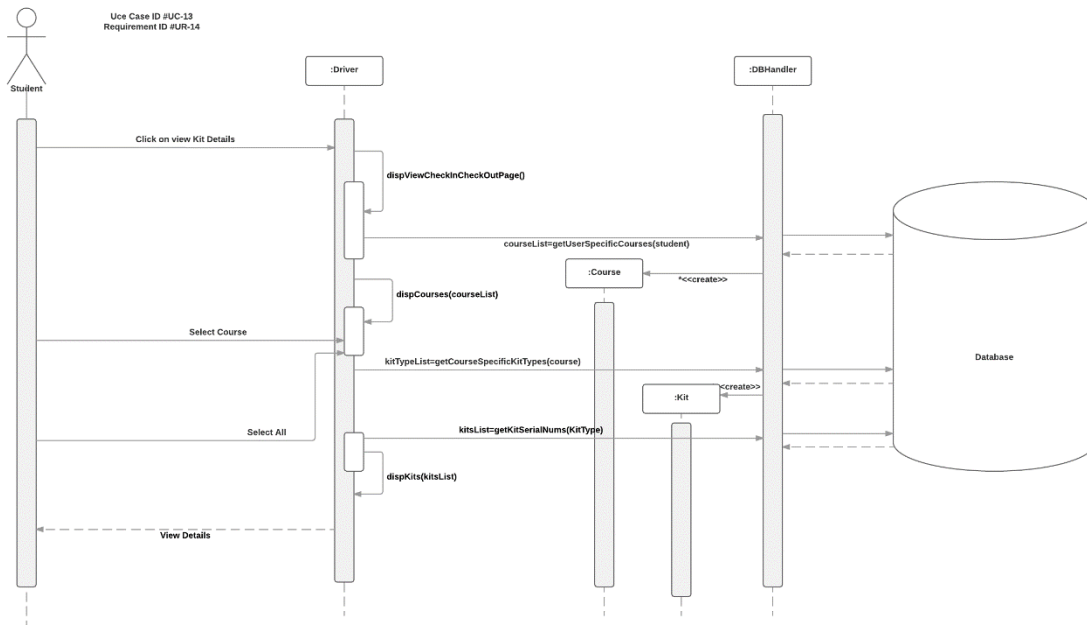 Uce Case ID #UC-13
Requirement ID #UR-14
Student
:Driver
:DBHandler
Click on view Kit Details
dispViewCheckInCheckOutPage()
courseList=getUserSpecificCourses(student)
:Course
*<<create>>
dispCourses(courseList)
Select Course
Database
kitTypeList=getCourseSpecificKitTypes(course)
:Kit
<create>>
Select All
kitsList=getKitSerialNums(KitType)
dispKits(kitsList)
View Details